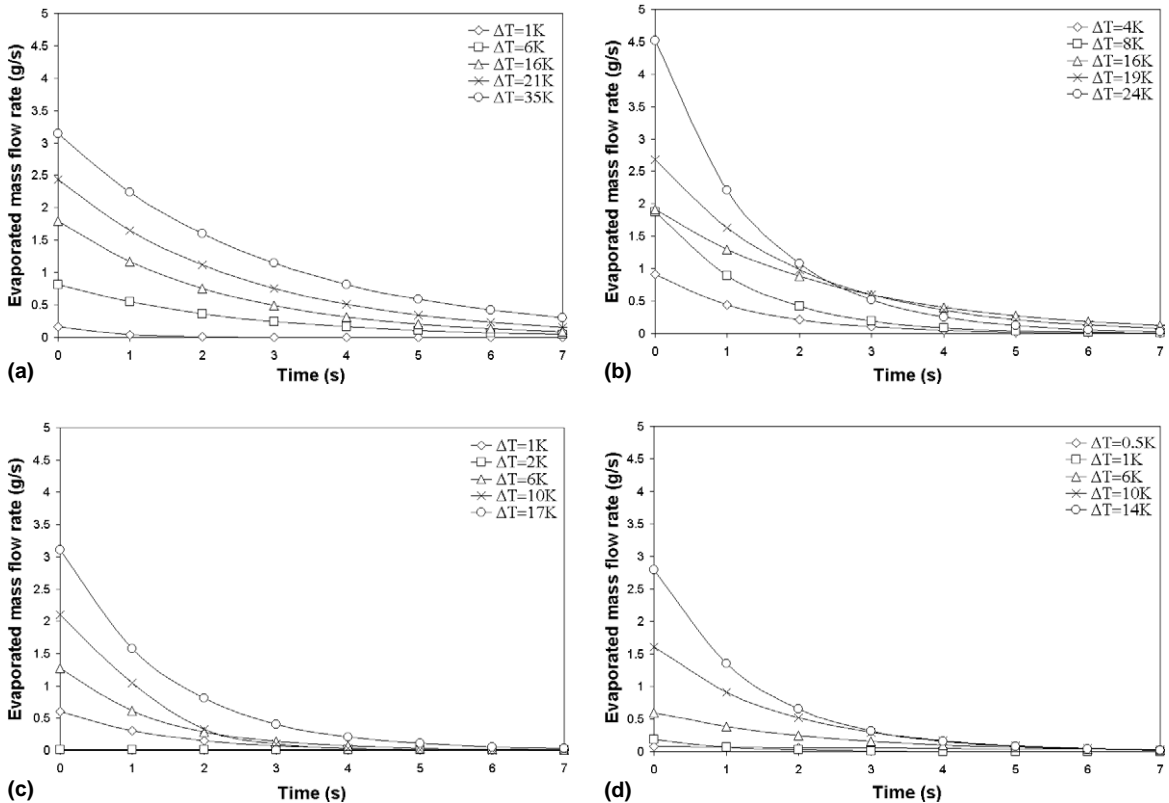 5
4.5
4
3.5
3
2.5
2
1.5
1
0.5
0
Evaporated mass flow rate (g/s)
ΔT=1K
ΔT=6K
ΔT=16K
ΔT=21K
ΔT=35K
0 1 2 3 4 5 6 7
Time (s)
(a)
5
4.5
4
3.5
3
2.5
2
1.5
1
0.5
0
Evaporated mass flow rate (g/s)
ΔT=4K
ΔT=8K
ΔT=16K
ΔT=19K
ΔT=24K
0 1 2 3 4 5 6 7
Time (s)
(b)
5
4.5
4
3.5
3
2.5
2
1.5
1
0.5
0
Evaporated mass flow rate (g/s)
ΔT=1K
ΔT=2K
ΔT=6K
ΔT=10K
ΔT=17K
0 1 2 3 4 5 6 7
Time (s)
(c)
5
4.5
4
3.5
3
2.5
2
1.5
1
0.5
0
Evaporated mass flow rate (g/s)
ΔT=0.5K
ΔT=1K
ΔT=6K
ΔT=10K
ΔT=14K
0 1 2 3 4 5 6 7
Time (s)
(d)